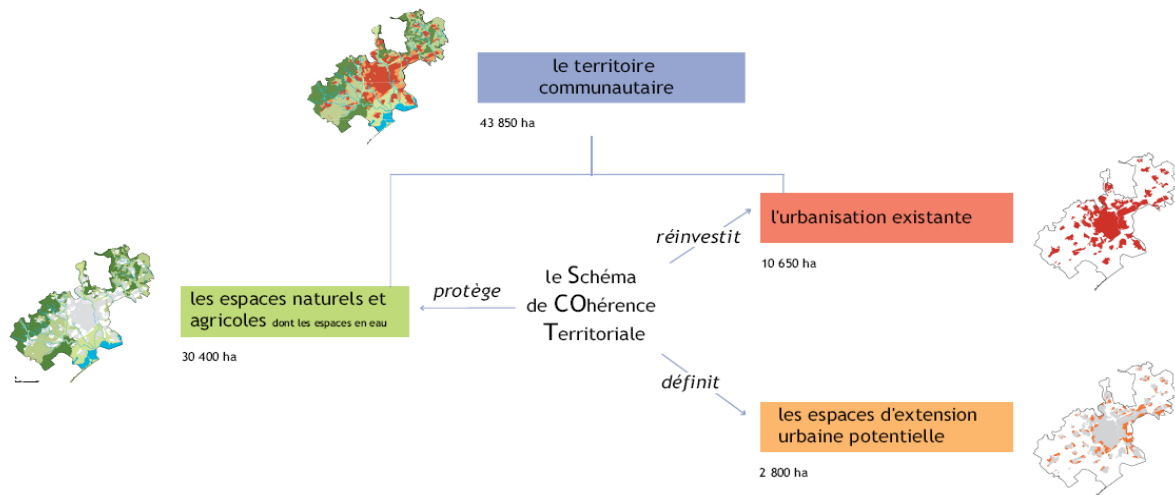 le territoire
communautaire
43 850 ha
l'urbanisation existante
10 650 ha
réinvestit
le Schéma
de COhérence
Territoriale
protège
les espaces naturels et
agricoles dont les espaces en eau
30 400 ha
définit
les espaces d'extension
urbaine potentielle
2 800 ha